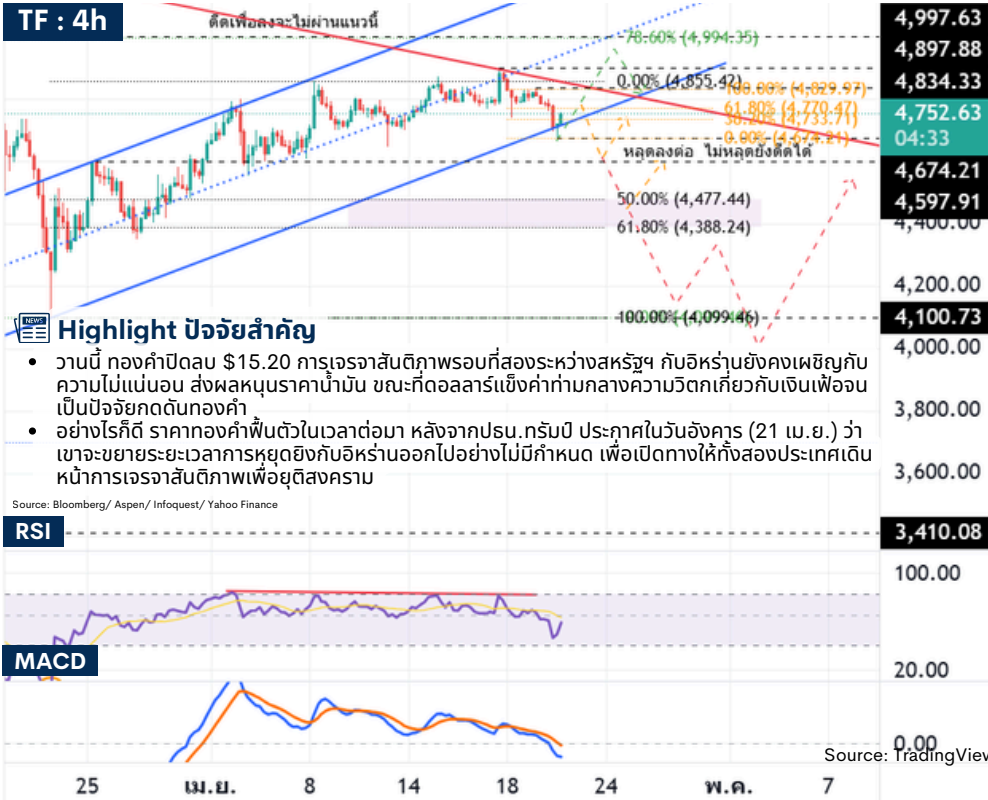 TF : 4h
ดีดเพื่อลงจะไม่ผ่านแนวนี้
4,997.63
78.60% (4,994.35)
4,897.88
0.00% (4,855.42)
4,834.33
100.00% (4,829.97)
61.80% (4,770.47)
4,752.63
04:33
38.20% (4,733.71)
0.00% (4,674.21)
หลุดลงต่อ ไม่หลุดยังดีดได้
4,674.21
50.00% (4,477.44)
4,597.91
4,400.00
61.80% (4,388.24)
4,200.00
100.00% (4,099.46)
4,100.73
4,000.00
NEWS
Highlight ปัจจัยสำคัญ
• วานนี้ ทองคำปิดลบ $15.20 การเจรจาสันติภาพรอบที่สองระหว่างสหรัฐฯ กับอิหร่านยังคงเผชิญกับ
ความไม่แน่นอน ส่งผลหนุนราคาน้ำมัน ขณะที่ดอลลาร์แข็งค่าท่ามกลางความวิตกเกี่ยวกับเงินเฟ้อจน
เป็นปัจจัยกดดันทองคำ
3,800.00
• อย่างไรก็ดี ราคาทองคำฟื้นตัวในเวลาต่อมา หลังจากปธน.ทรัมป์ ประกาศในวันอังคาร (21 เม.ย.) ว่า
เขาจะขยายระยะเวลาการหยุดยิงกับอิหร่านออกไปอย่างไม่มีกำหนด เพื่อเปิดทางให้ทั้งสองประเทศเดิน
หน้าการเจรจาสันติภาพเพื่อยุติสงคราม
3,600.00
Source: Bloomberg/ Aspen/ Infoquest/ Yahoo Finance
RSI
3,410.08
100.00
MACD
20.00
0.00
Source: TradingView
25 เม.ย. 8 14 18 24 พ.ค. 7